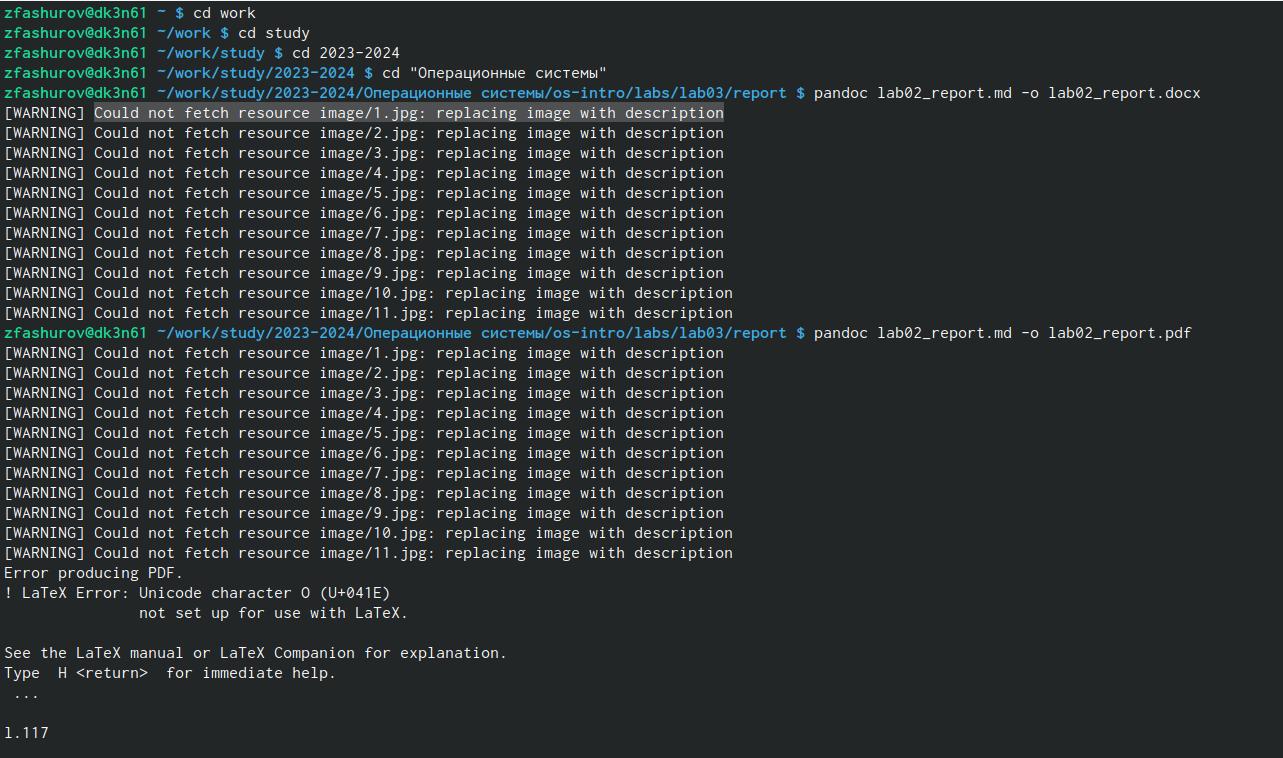 zfashurov@dk3n61 ~ $ cd work
zfashurov@dk3n61 ~/work $ cd study
zfashurov@dk3n61 ~/work/study $ cd 2023-2024
zfashurov@dk3n61 ~/work/study/2023-2024 $ cd "Операционные системы"
zfashurov@dk3n61 ~/work/study/2023-2024/Операционные системы/os-intro/labs/lab03/report $ pandoc lab02_report.md -o lab02_report.docx
[WARNING] Could not fetch resource image/1.jpg: replacing image with description
[WARNING] Could not fetch resource image/2.jpg: replacing image with description
[WARNING] Could not fetch resource image/3.jpg: replacing image with description
[WARNING] Could not fetch resource image/4.jpg: replacing image with description
[WARNING] Could not fetch resource image/5.jpg: replacing image with description
[WARNING] Could not fetch resource image/6.jpg: replacing image with description
[WARNING] Could not fetch resource image/7.jpg: replacing image with description
[WARNING] Could not fetch resource image/8.jpg: replacing image with description
[WARNING] Could not fetch resource image/9.jpg: replacing image with description
[WARNING] Could not fetch resource image/10.jpg: replacing image with description
[WARNING] Could not fetch resource image/11.jpg: replacing image with description
zfashurov@dk3n61 ~/work/study/2023-2024/Операционные системы/os-intro/labs/lab03/report $ pandoc lab02_report.md -o lab02_report.pdf
[WARNING] Could not fetch resource image/1.jpg: replacing image with description
[WARNING] Could not fetch resource image/2.jpg: replacing image with description
[WARNING] Could not fetch resource image/3.jpg: replacing image with description
[WARNING] Could not fetch resource image/4.jpg: replacing image with description
[WARNING] Could not fetch resource image/5.jpg: replacing image with description
[WARNING] Could not fetch resource image/6.jpg: replacing image with description
[WARNING] Could not fetch resource image/7.jpg: replacing image with description
[WARNING] Could not fetch resource image/8.jpg: replacing image with description
[WARNING] Could not fetch resource image/9.jpg: replacing image with description
[WARNING] Could not fetch resource image/10.jpg: replacing image with description
[WARNING] Could not fetch resource image/11.jpg: replacing image with description
Error producing PDF.
! LaTeX Error: Unicode character О (U+041E)
not set up for use with LaTeX.
See the LaTeX manual or LaTeX Companion for explanation.
Type  H <return>  for immediate help.
...
l.117